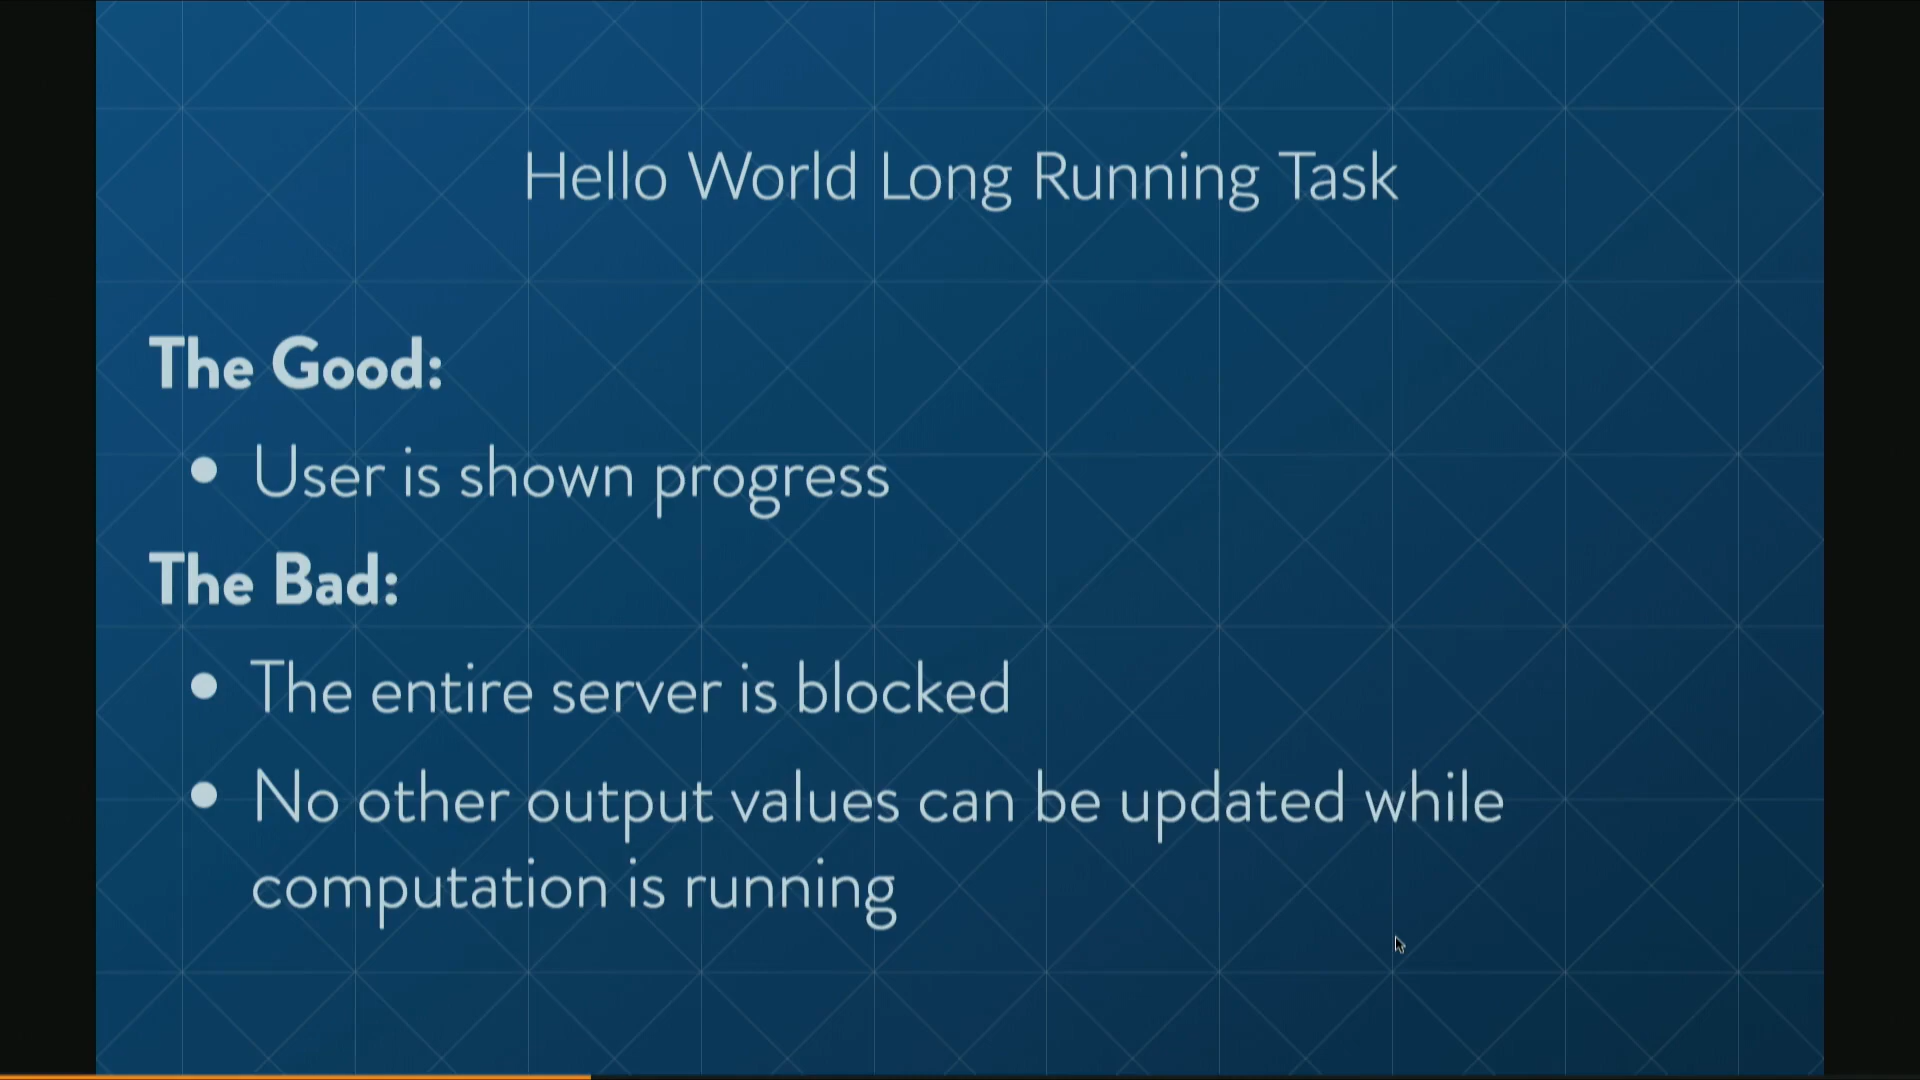 Hello World Long Running Task
The Good:
• User is shown progress
The Bad:
• The entire server is blocked
• No other output values can be updated while
computation is running